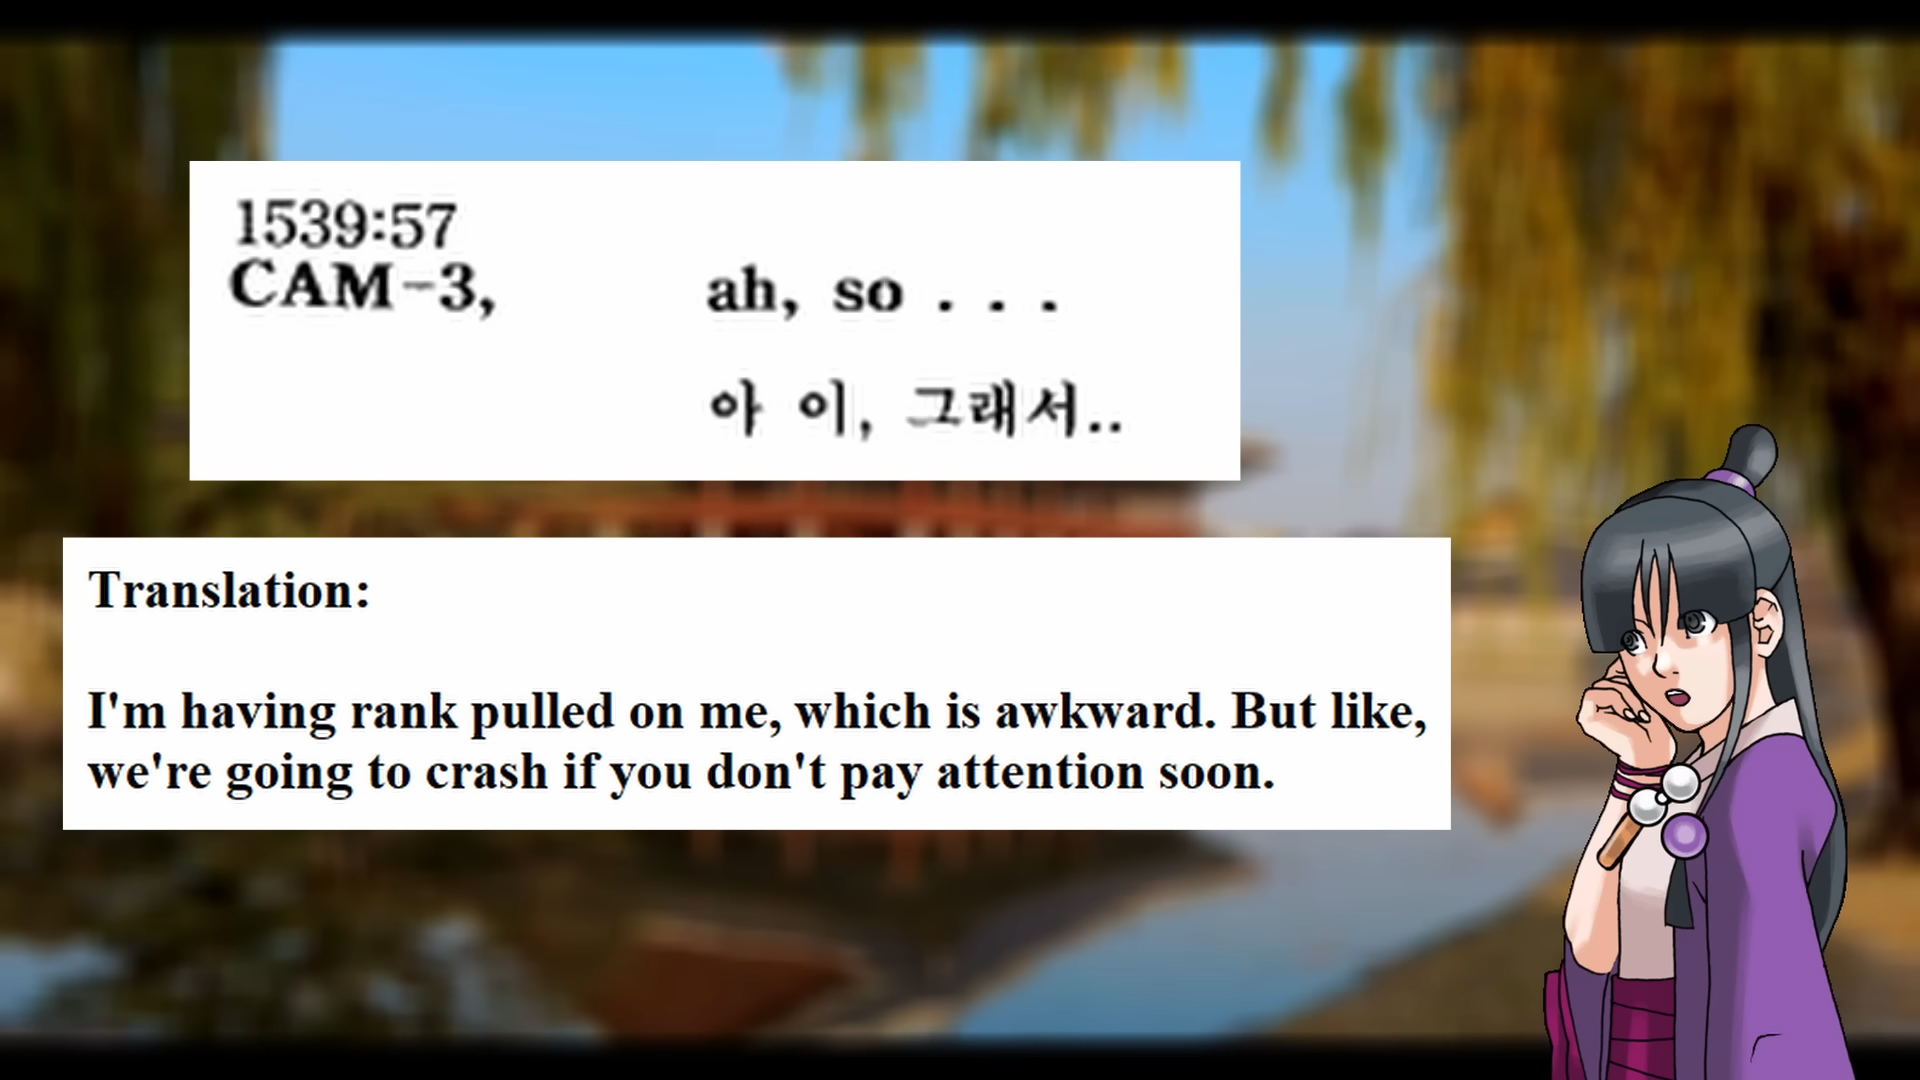 1539:57
CAM-3, ah, so . . .
아 이, 그래서..
Translation:
I'm having rank pulled on me, which is awkward. But like,
we're going to crash if you don't pay attention soon.